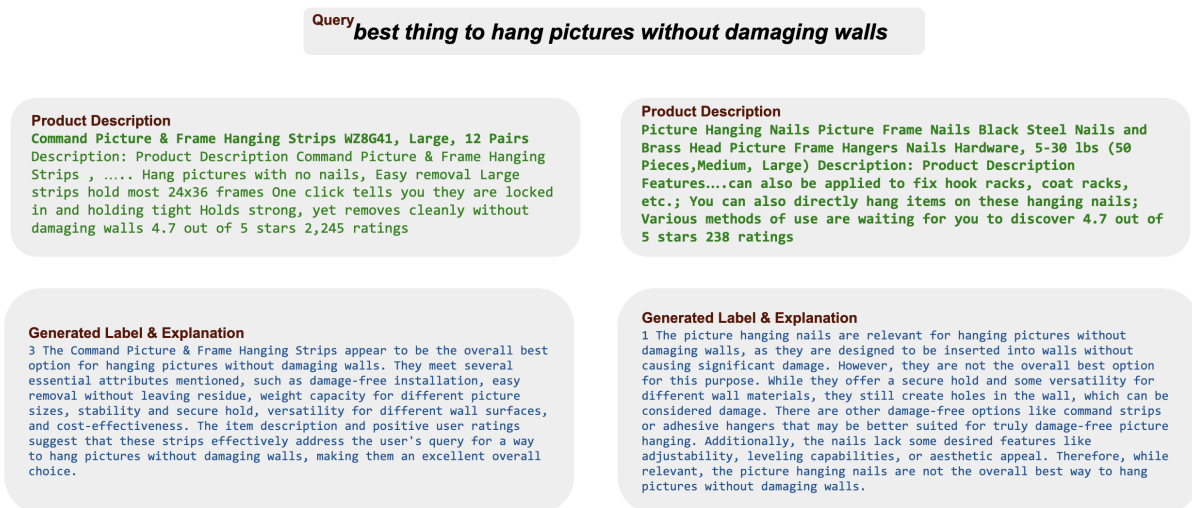 Query
best thing to hang pictures without damaging walls
Product Description
Command Picture & Frame Hanging Strips WZ8G41, Large, 12 Pairs
Description: Product Description Command Picture & Frame Hanging
Strips , ….. Hang pictures with no nails, Easy removal Large
strips hold most 24x36 frames One click tells you they are locked
in and holding tight Holds strong, yet removes cleanly without
damaging walls 4.7 out of 5 stars 2,245 ratings
Product Description
Picture Hanging Nails Picture Frame Nails Black Steel Nails and
Brass Head Picture Frame Hangers Nails Hardware, 5-30 lbs (50
Pieces,Medium, Large) Description: Product Description
Features….can also be applied to fix hook racks, coat racks,
etc.; You can also directly hang items on these hanging nails;
Various methods of use are waiting for you to discover 4.7 out of
5 stars 238 ratings
Generated Label & Explanation
3 The Command Picture & Frame Hanging Strips appear to be the overall best
option for hanging pictures without damaging walls. They meet several
essential attributes mentioned, such as damage-free installation, easy
removal without leaving residue, weight capacity for different picture
sizes, stability and secure hold, versatility for different wall surfaces,
and cost-effectiveness. The item description and positive user ratings
suggest that these strips effectively address the user's query for a way
to hang pictures without damaging walls, making them an excellent overall
choice.
Generated Label & Explanation
1 The picture hanging nails are relevant for hanging pictures without
damaging walls, as they are designed to be inserted into walls without
causing significant damage. However, they are not the overall best option
for this purpose. While they offer a secure hold and some versatility for
different wall materials, they still create holes in the wall, which can be
considered damage. There are other damage-free options like command strips
or adhesive hangers that may be better suited for truly damage-free picture
hanging. Additionally, the nails lack some desired features like
adjustability, leveling capabilities, or aesthetic appeal. Therefore, while
relevant, the picture hanging nails are not the overall best way to hang
pictures without damaging walls.